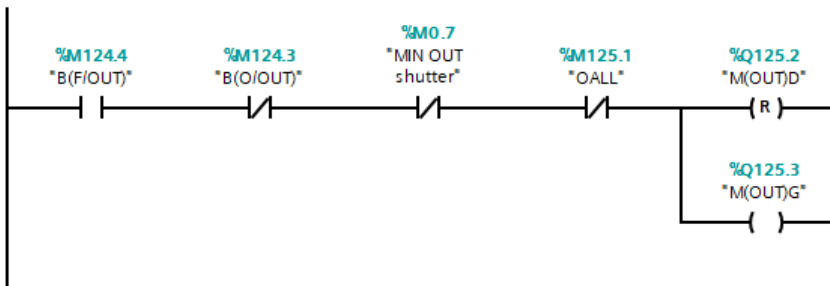 %M124.4
"B(F/OUT)"
%M124.3
"B(O/OUT)"
%M0.7
"MIN OUT
shutter"
%M125.1
"OALL"
%Q125.2
"M(OUT)D"
R
%Q125.3
"M(OUT)G"